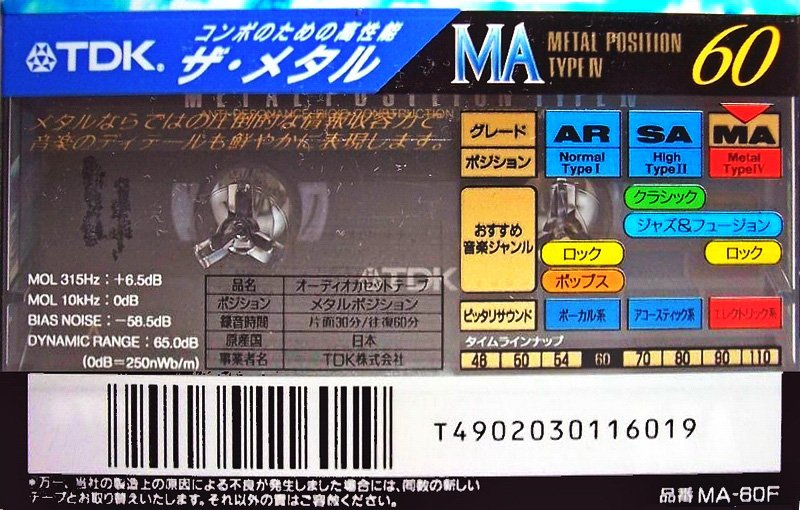 TDK.
コンポのための高性能
ザ・メタル
MA METAL POSITION TYPE IV 60
METAL POSITION TYPE IV
メタルならではの圧倒的な情報収容力。
音楽のディテールも鮮やかに表現します。
グレード AR SA MA
ポジション Normal Type I High Type II Metal Type IV
おすすめ音楽ジャンル
クラシック
ジャズ&フュージョン
ロック ロック
ポップス
ピッタリサウンド ボーカル系 アコースティック系 エレクトリック系
タイムラインナップ
46 50 54 60 70 80 90 110
MOL 315Hz : +6.5dB
MOL 10kHz : 0dB
BIAS NOISE : −58.5dB
DYNAMIC RANGE : 65.0dB
(0dB=250nWb/m)
TDK
品名 オーディオカセットテープ
ポジション メタルポジション
録音時間 片面30分/往復60分
原産国 日本
事業者名 TDK株式会社
T4902030116019
*万一、当社の製造上の原因による不良が発生しました場合には、同数の新しい
テープとお取り替えいたします。それ以外の責はご容赦ください。
品番 MA-60F